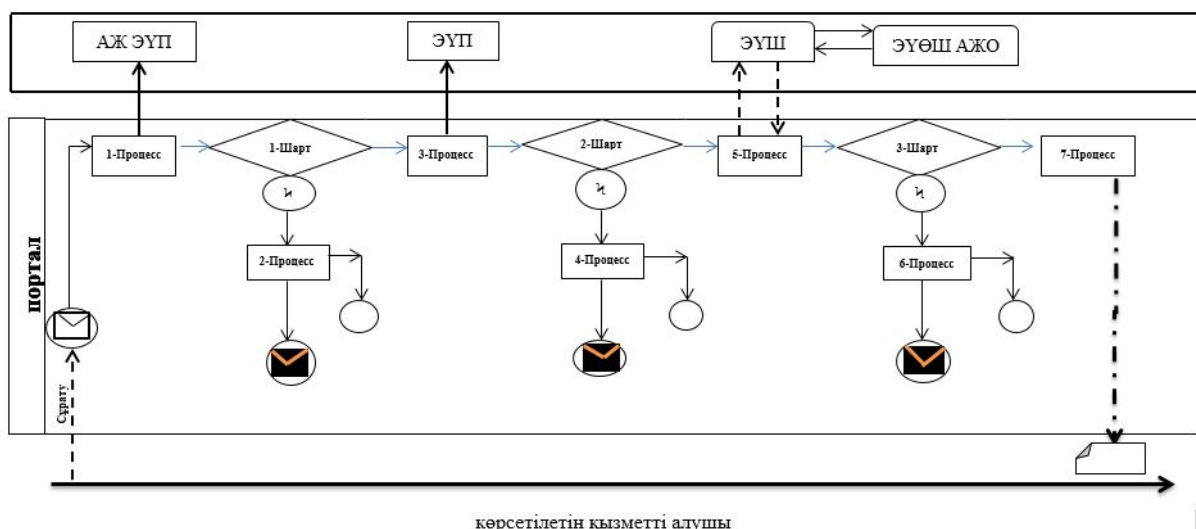 АЖ ЭҮП
ЭҮП
ЭҮШ
ЭҮӨШ АЖО
1-Процесс
1-Шарт
3-Процесс
2-Шарт
5-Процесс
3-Шарт
7-Процесс
2-Процесс
4-Процесс
6-Процесс
портал
Сұрату
көрсетілетін қызметті алушы